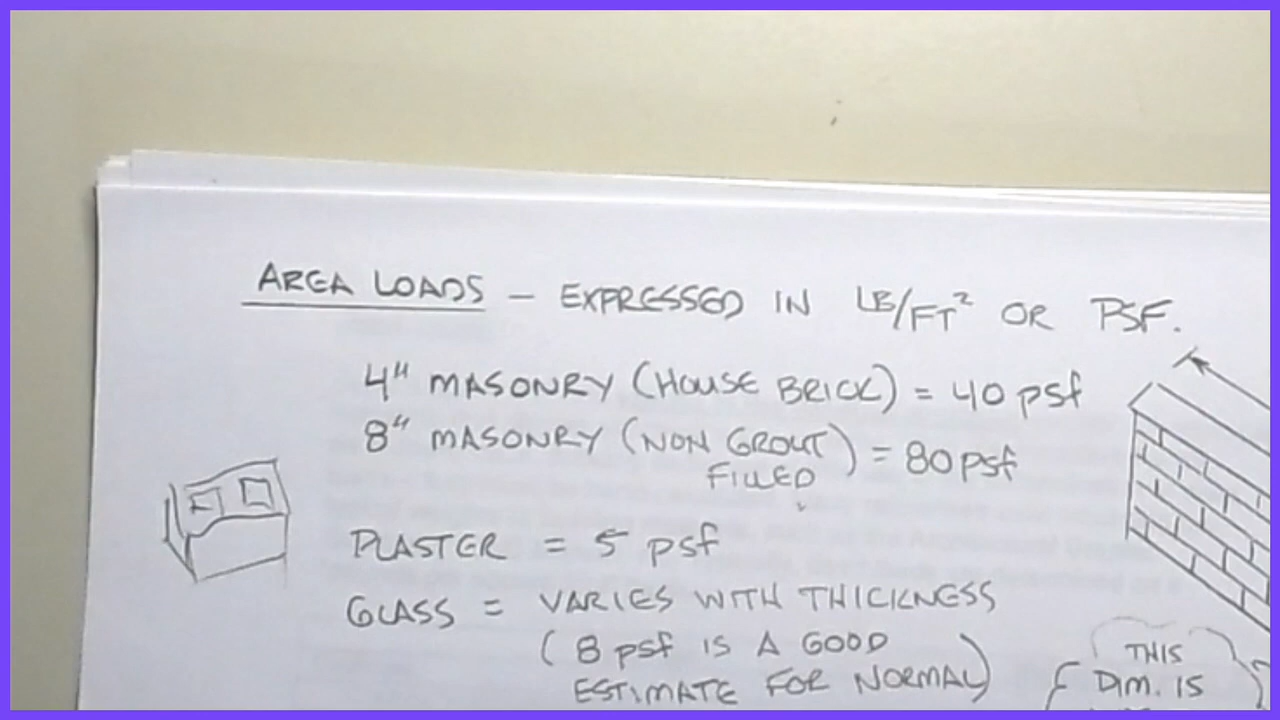 AREA LOADS – EXPRESSED IN LB/FT² OR PSF.
4" MASONRY (HOUSE BRICK) = 40 psf
8" MASONRY (NON GROUT FILLED) = 80 psf
PLASTER = 5 psf
GLASS = VARIES WITH THICKNESS
(8 psf IS A GOOD
ESTIMATE FOR NORMAL)
THIS
DIM. IS